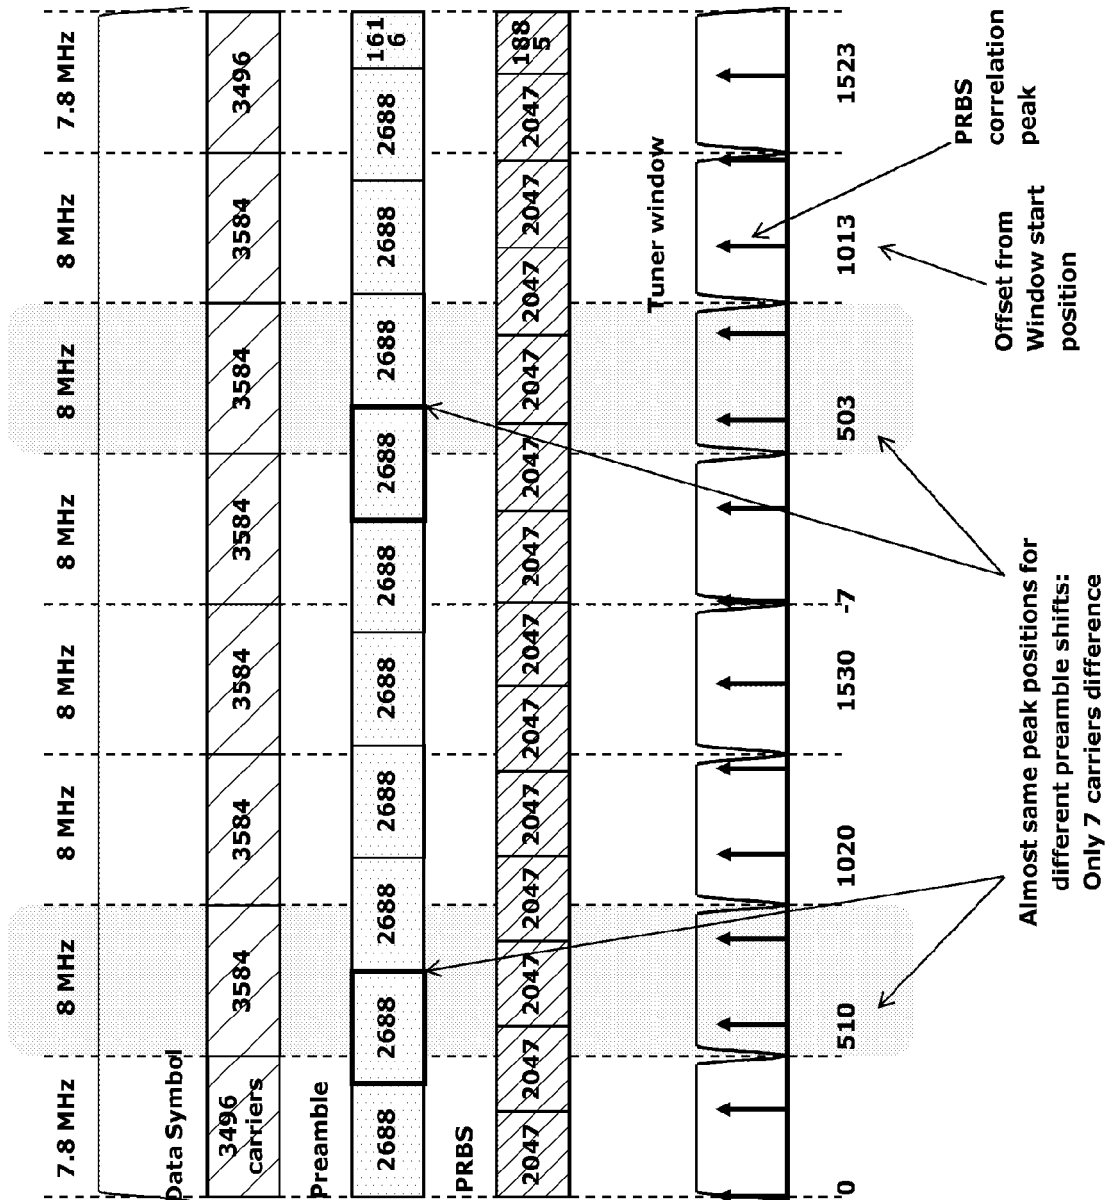 7.8 MHz 8 MHz 8 MHz 8 MHz 8 MHz 8 MHz 8 MHz 7.8 MHz
Data Symbol
3496 3584 3584 3584 3584 3584 3584 3496
carriers
Preamble
2688 2688 2688 2688 2688 2688 2688 2688 2688 2688 161
6
PRBS
2047 2047 2047 2047 2047 2047 2047 2047 2047 2047 2047 2047 2047 188
5
Tuner window
0 510 1020 1530 -7 503 1013 1523
PRBS
correlation
peak
Offset from
Window start
position
Almost same peak positions for
different preamble shifts:
Only 7 carriers difference